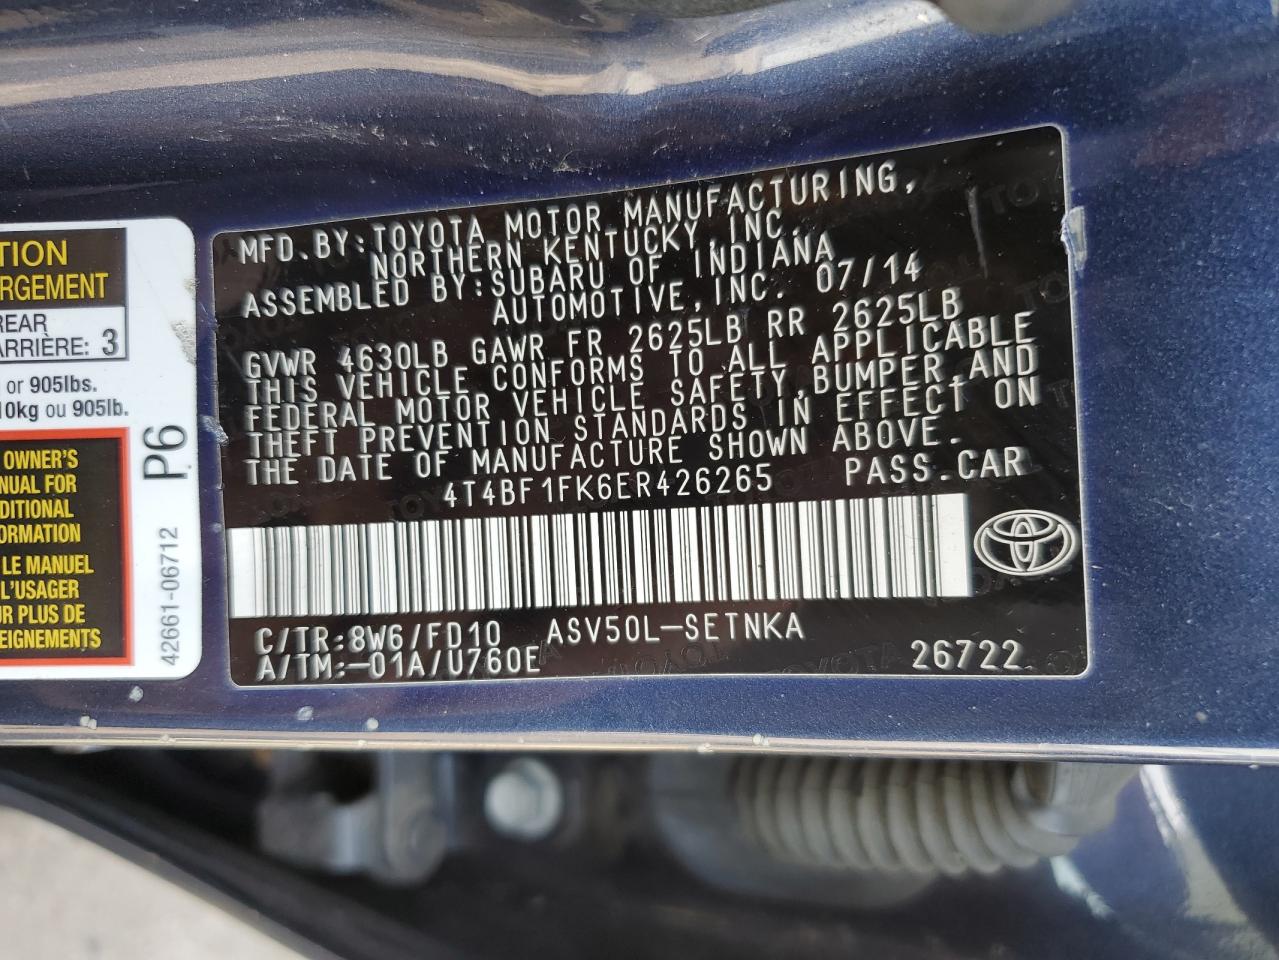 TION
RGEMENT
REAR
ARRIÈRE: 3
or 905lbs.
10kg ou 905lb.
OWNER'S
NUAL FOR
DITIONAL
ORMATION
LE MANUEL
L'USAGER
UR PLUS DE
EIGNEMENTS
P6
42661-06712
MFD.BY:TOYOTA MOTOR MANUFACTURING,
NORTHERN KENTUCKY, INC.
ASSEMBLED BY:SUBARU OF INDIANA
AUTOMOTIVE,INC. 07/14
GVWR 4630LB GAWR FR 2625LB RR 2625LB
THIS VEHICLE CONFORMS TO ALL APPLICABLE
FEDERAL MOTOR VEHICLE SAFETY,BUMPER,AND
THEFT PREVENTION STANDARDS IN EFFECT ON
THE DATE OF MANUFACTURE SHOWN ABOVE.
4T4BF1FK6ER426265 PASS.CAR
C/TR:8W6/FD10 ASV50L-SETNKA
A/TM:-01A/U760E 26722